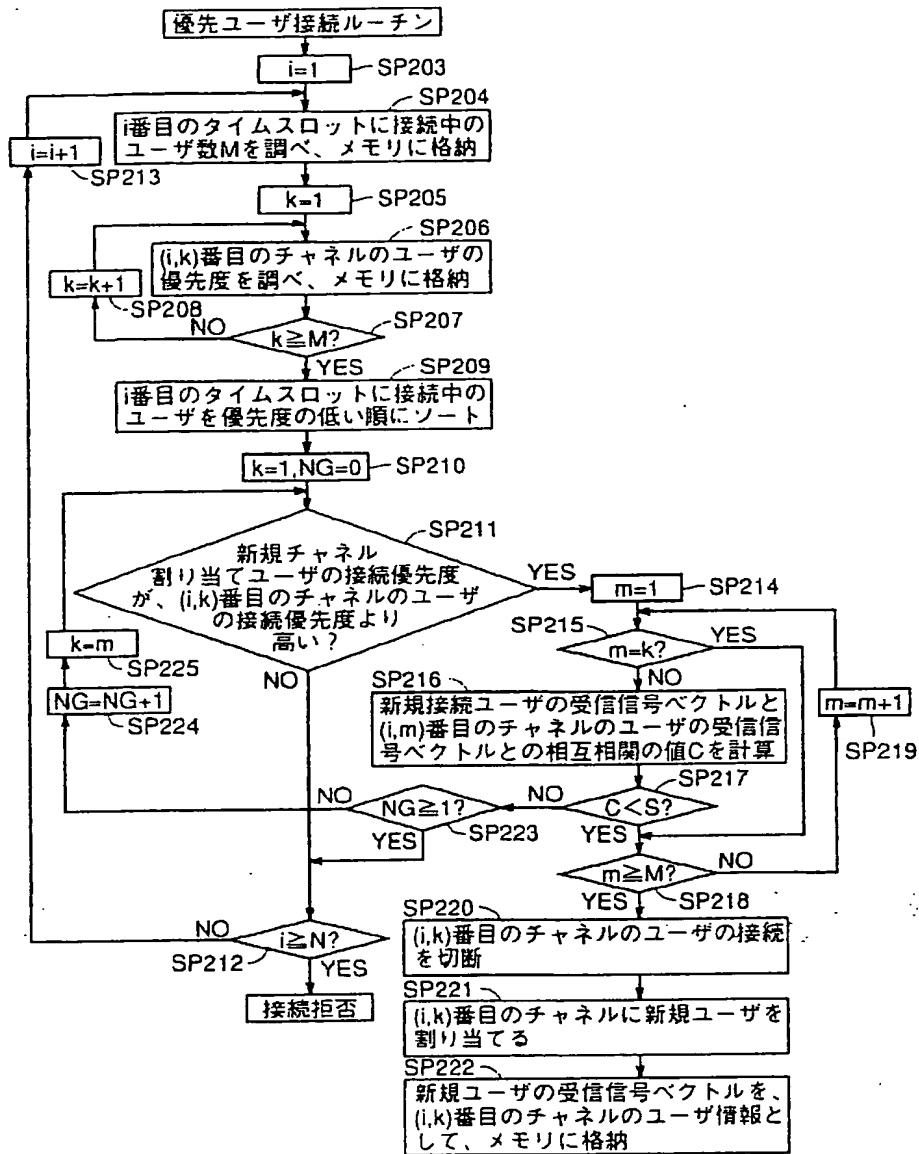 優先ユーザ接続ルーチン
i=1
SP203
SP204
i番目のタイムスロットに接続中の
ユーザ数Mを調べ、メモリに格納
i=i+1
SP213
k=1
SP205
SP206
(i,k)番目のチャネルのユーザの
優先度を調べ、メモリに格納
k=k+1
SP208
NO
k≧M?
SP207
YES
SP209
i番目のタイムスロットに接続中の
ユーザを優先度の低い順にソート
k=1,NG=0
SP210
SP211
新規チャネル
割り当てユーザの接続優先度
が、(i,k)番目のチャネルのユーザ
の接続優先度より
高い?
YES
NO
m=1
SP214
SP215
m=k?
YES
NO
k=m
SP225
NG=NG+1
SP224
SP216
新規接続ユーザの受信信号ベクトルと
(i,m)番目のチャネルのユーザの受信信
号ベクトルとの相互相関の値Cを計算
m=m+1
SP219
SP217
C<S?
NO
YES
NG≧1?
NO
YES
SP223
m≧M?
NO
YES
SP218
i≧N?
NO
SP212
YES
接続拒否
SP220
(i,k)番目のチャネルのユーザの接続
を切断
SP221
(i,k)番目のチャネルに新規ユーザを
割り当てる
SP222
新規ユーザの受信信号ベクトルを、
(i,k)番目のチャネルのユーザ情報と
して、メモリに格納